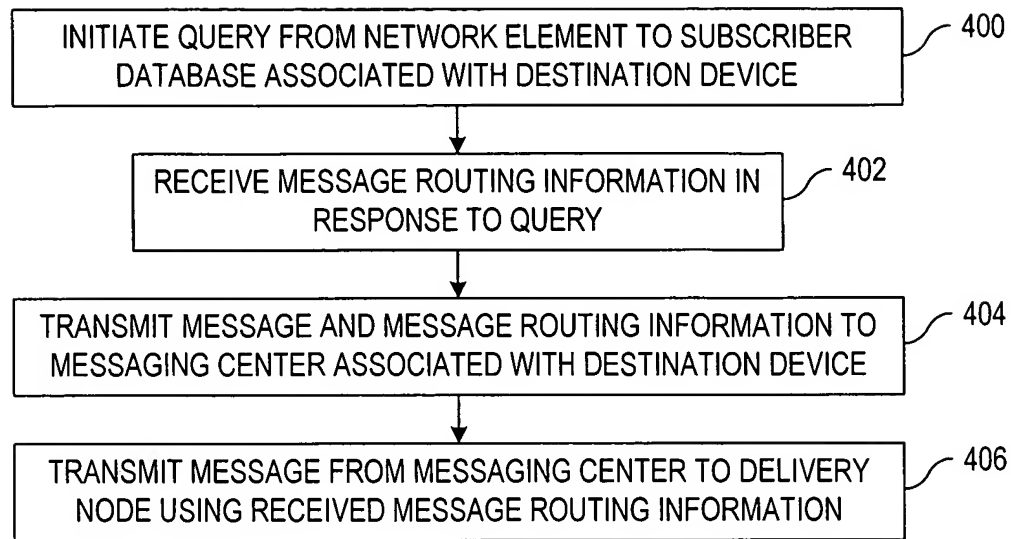 INITIATE QUERY FROM NETWORK ELEMENT TO SUBSCRIBER
DATABASE ASSOCIATED WITH DESTINATION DEVICE
400
RECEIVE MESSAGE ROUTING INFORMATION IN
RESPONSE TO QUERY
402
TRANSMIT MESSAGE AND MESSAGE ROUTING INFORMATION TO
MESSAGING CENTER ASSOCIATED WITH DESTINATION DEVICE
404
TRANSMIT MESSAGE FROM MESSAGING CENTER TO DELIVERY
NODE USING RECEIVED MESSAGE ROUTING INFORMATION
406